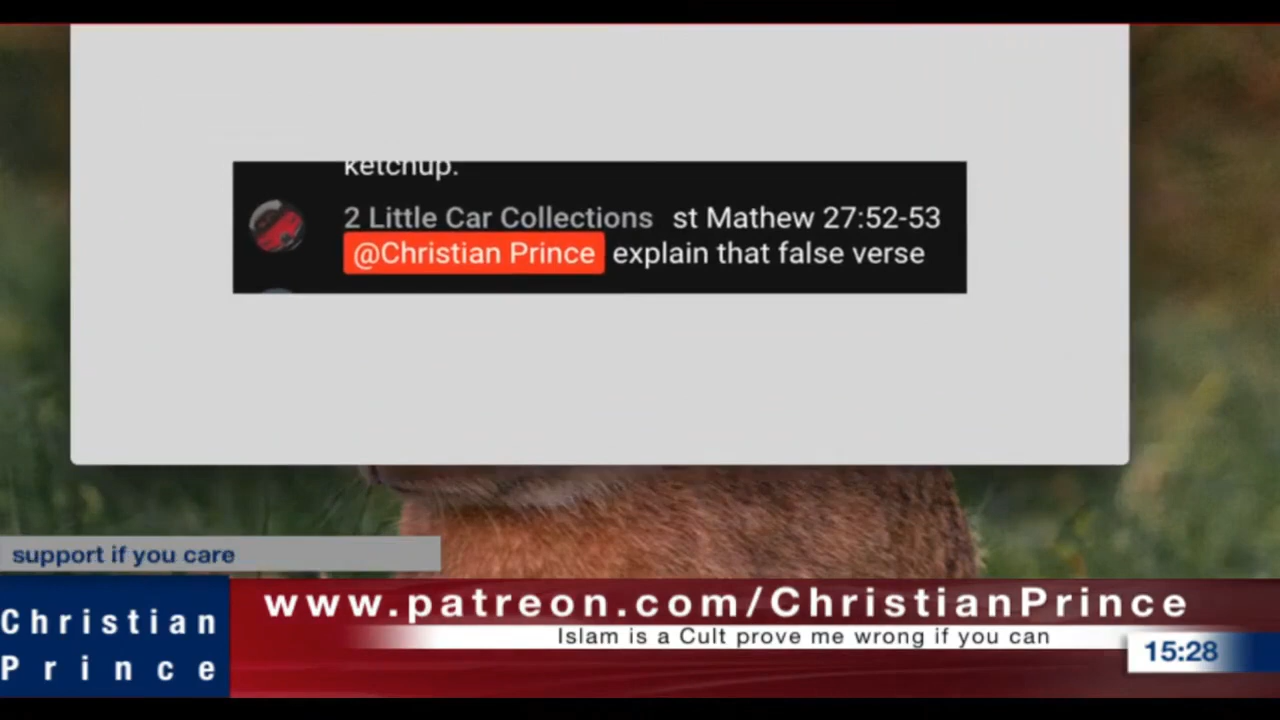 ketchup.
2 Little Car Collections st Mathew 27:52-53
@Christian Prince explain that false verse
support if you care
Christian
Prince
www.patreon.com/ChristianPrince
Islam is a Cult prove me wrong if you can
15:28